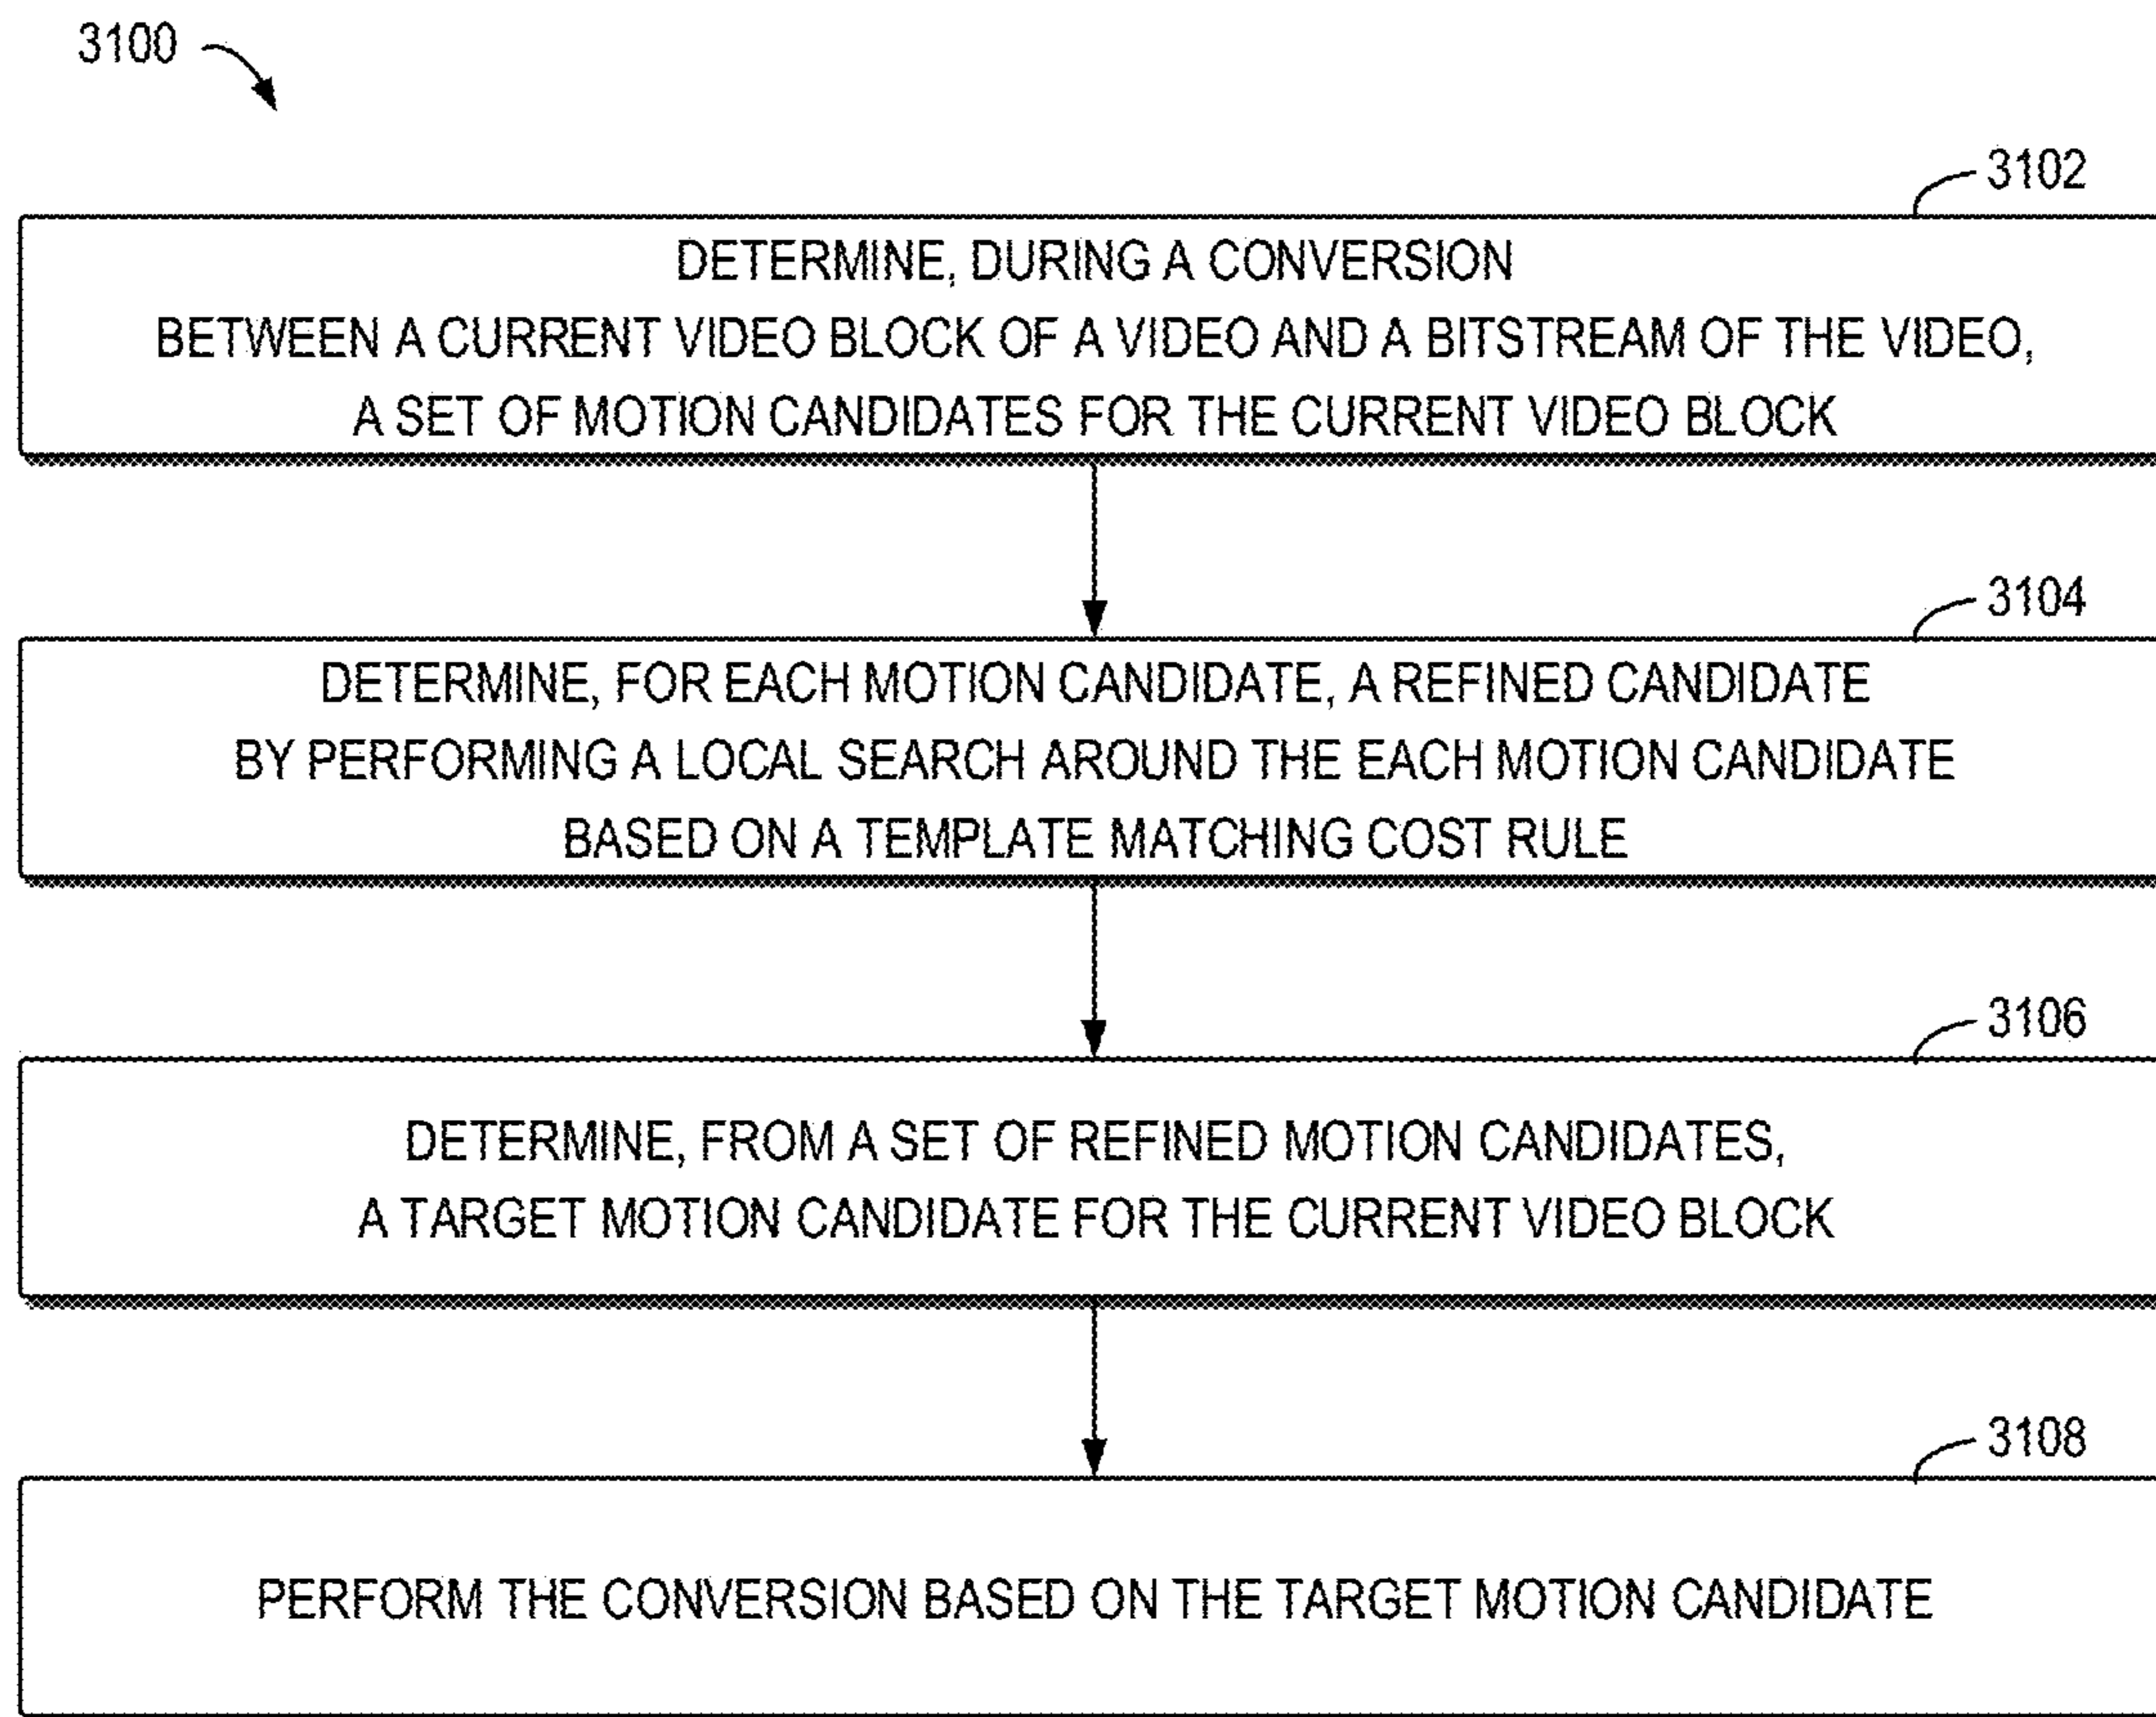 3100
3102
DETERMINE, DURING A CONVERSION
BETWEEN A CURRENT VIDEO BLOCK OF A VIDEO AND A BITSTREAM OF THE VIDEO,
A SET OF MOTION CANDIDATES FOR THE CURRENT VIDEO BLOCK
3104
DETERMINE, FOR EACH MOTION CANDIDATE, A REFINED CANDIDATE
BY PERFORMING A LOCAL SEARCH AROUND THE EACH MOTION CANDIDATE
BASED ON A TEMPLATE MATCHING COST RULE
3106
DETERMINE, FROM A SET OF REFINED MOTION CANDIDATES,
A TARGET MOTION CANDIDATE FOR THE CURRENT VIDEO BLOCK
3108
PERFORM THE CONVERSION BASED ON THE TARGET MOTION CANDIDATE